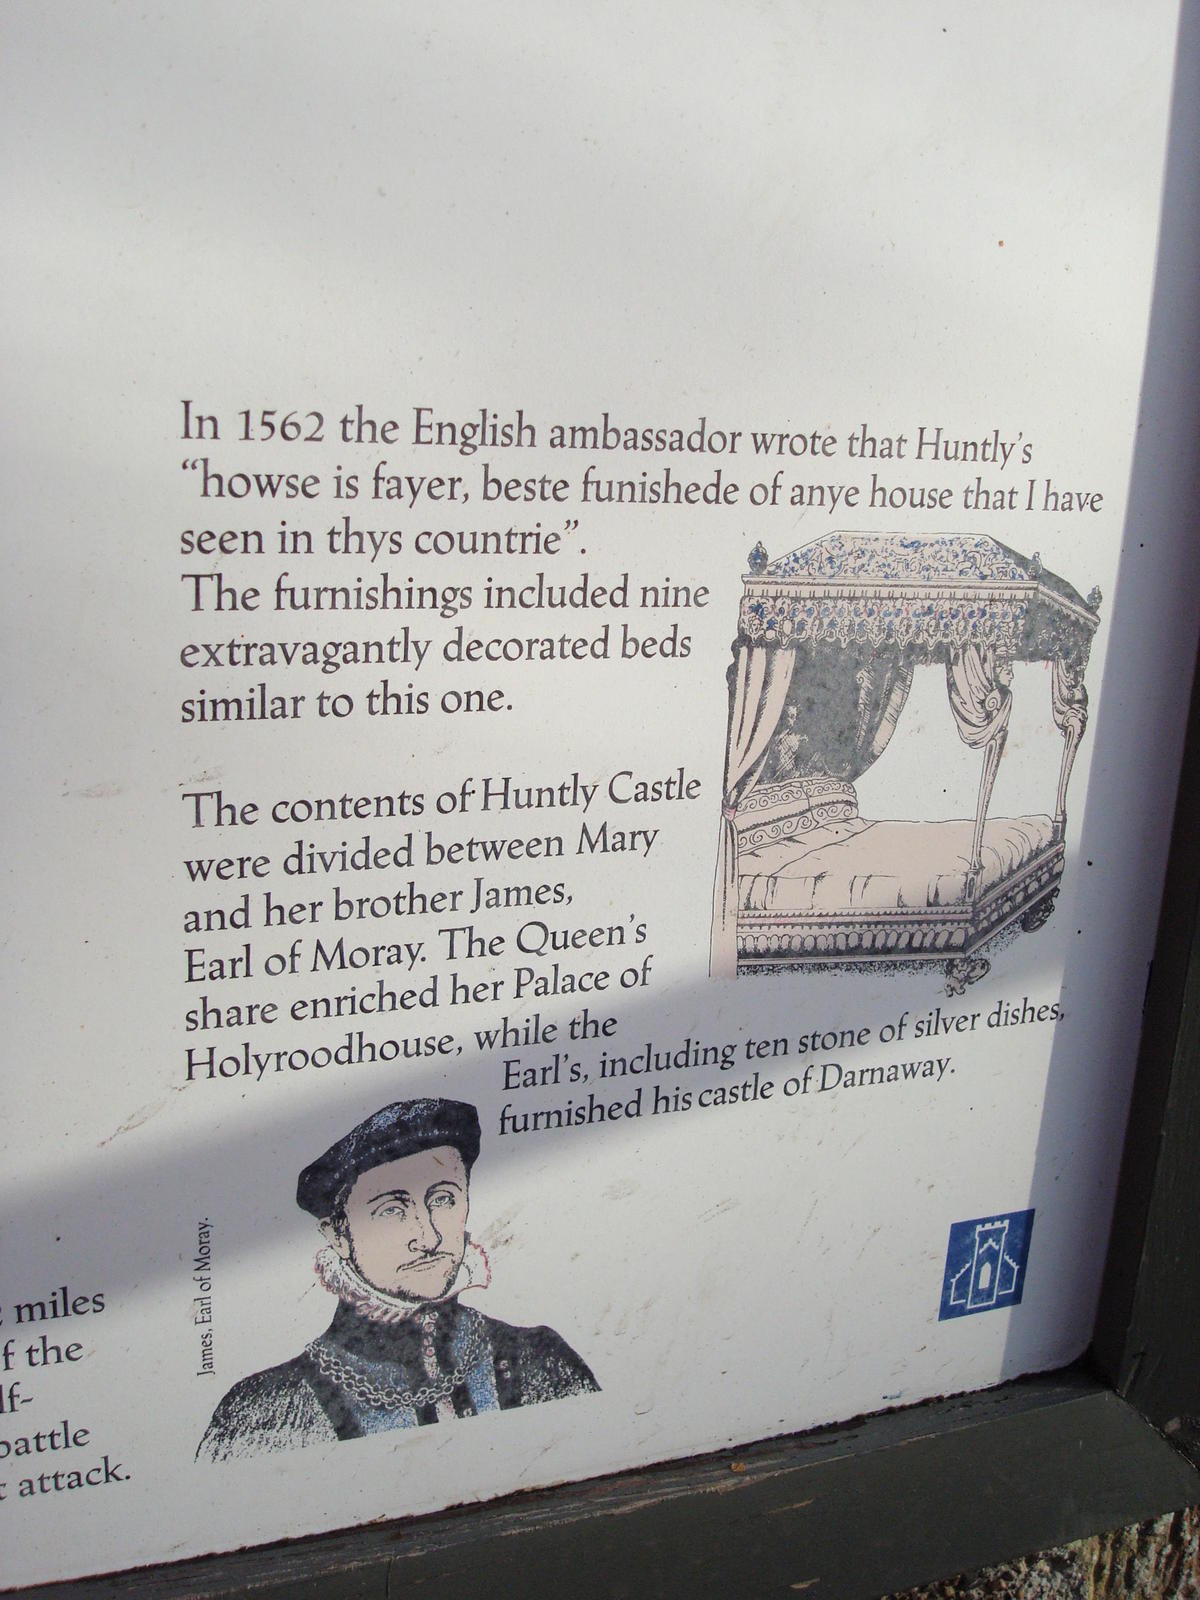 In 1562 the English ambassador wrote that Huntly's
“howse is fayer, beste funishede of anye house that I have
seen in thys countrie”.
The furnishings included nine
extravagantly decorated beds
similar to this one.
The contents of Huntly Castle
were divided between Mary
and her brother James,
Earl of Moray. The Queen's
share enriched her Palace of
Holyroodhouse, while the
Earl's, including ten stone of silver dishes,
furnished his castle of Darnaway.
James, Earl of Moray.
miles
f the
lf-
battle
attack.